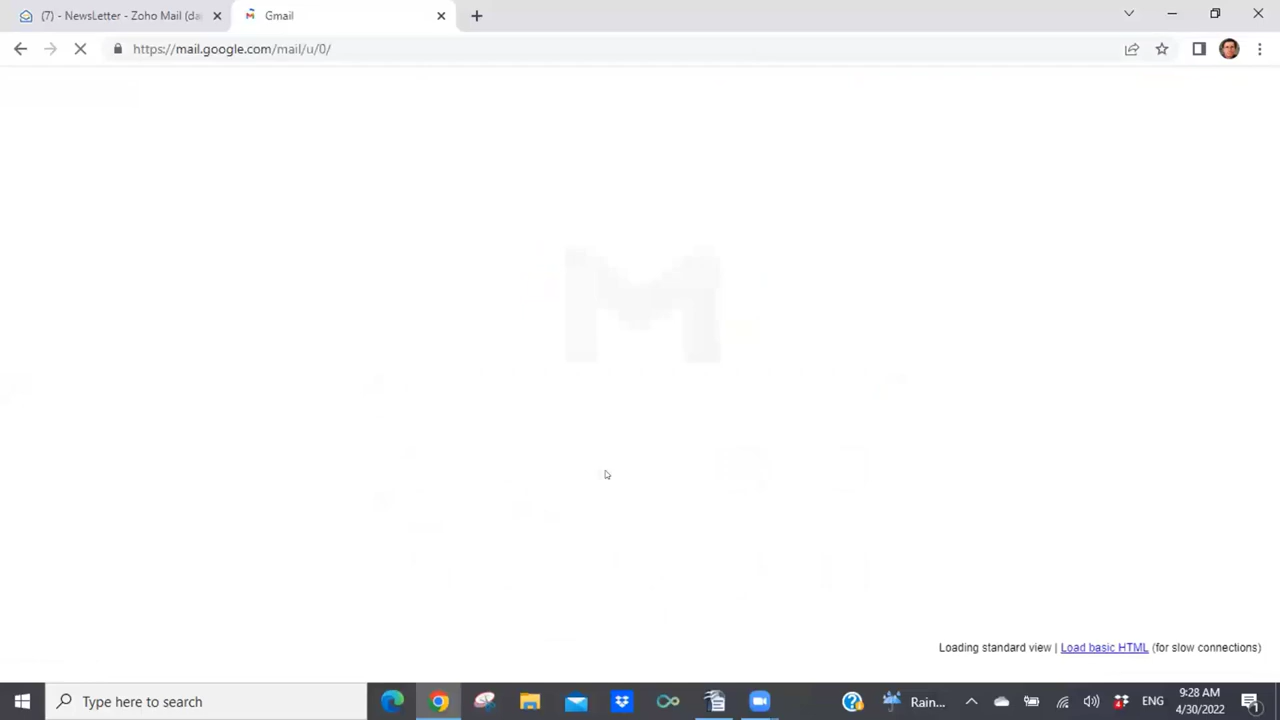 (7) - NewsLetter - Zoho Mail (da
Gmail
https://mail.google.com/mail/u/0/
M
Loading standard view | Load basic HTML (for slow connections)
Type here to search
Rain...
ENG
9:28 AM
4/30/2022
1